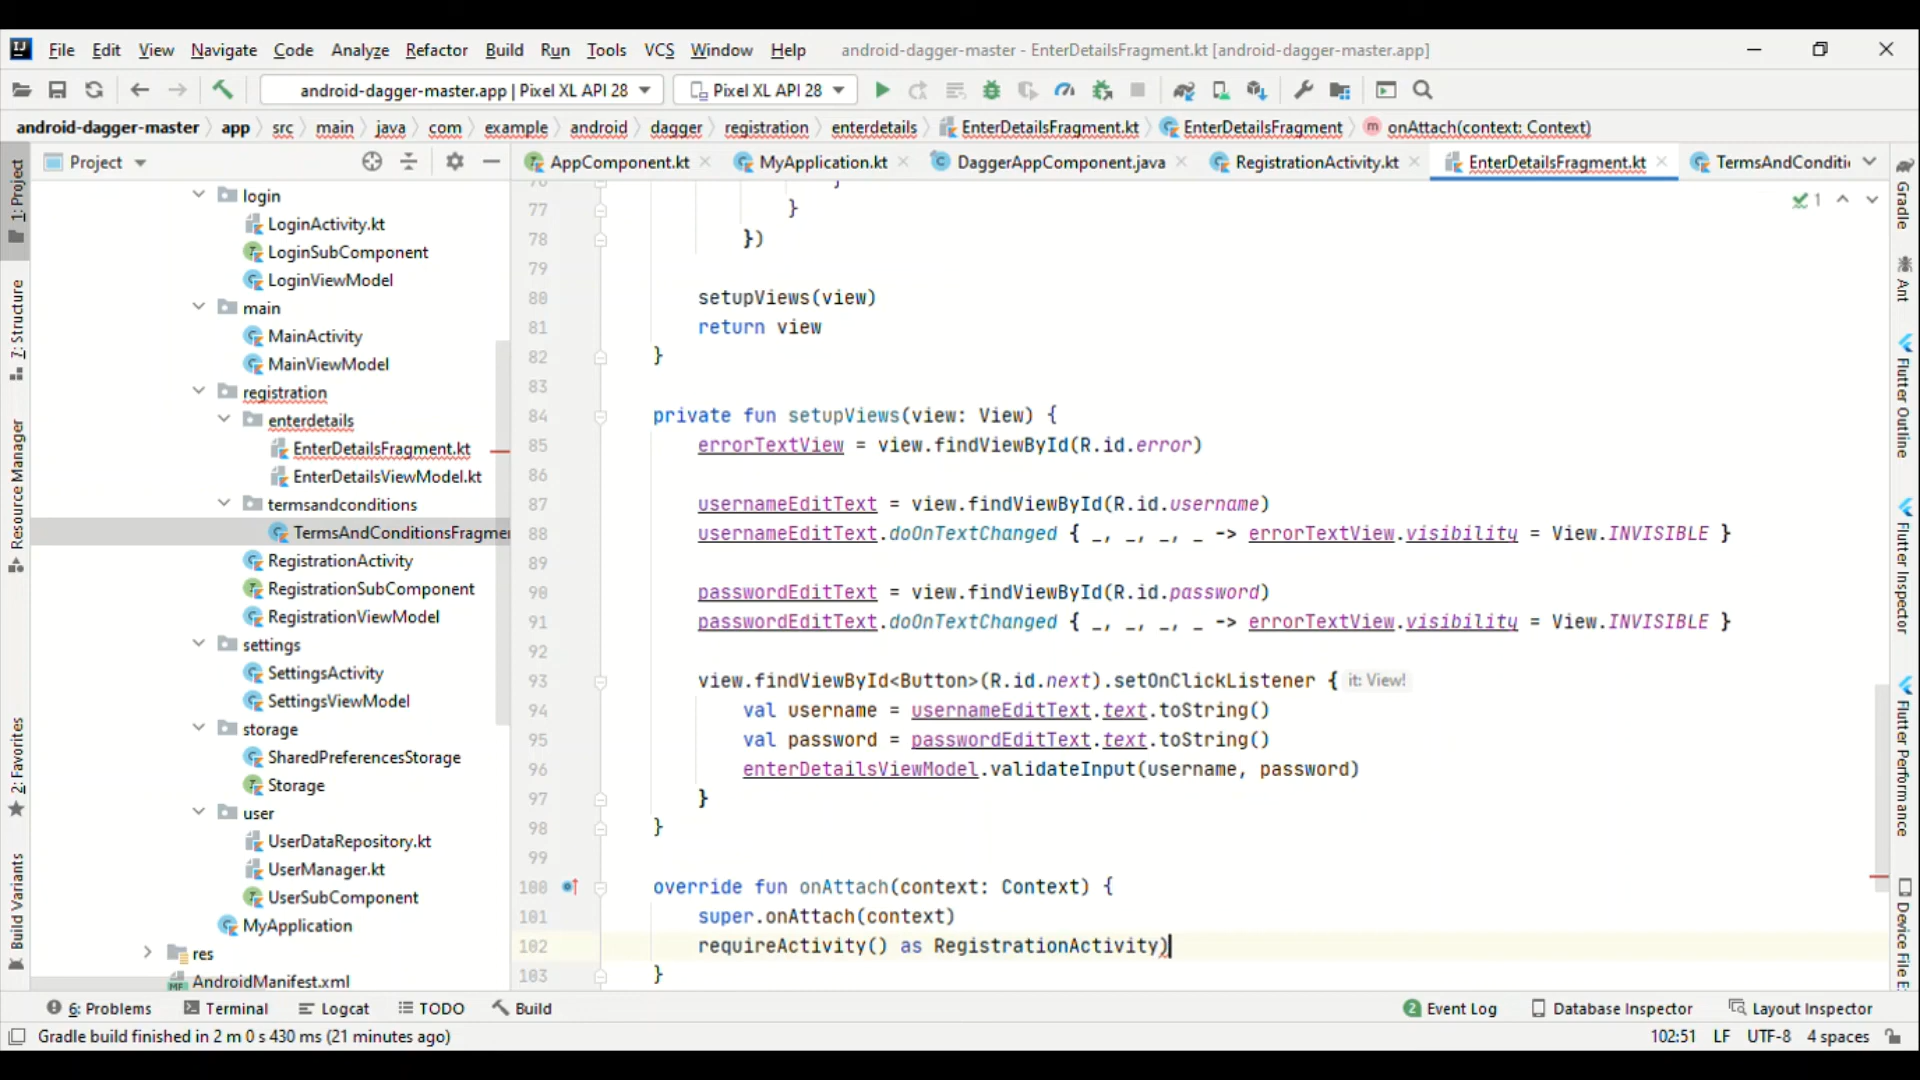 File Edit View Navigate Code Analyze Refactor Build Run Tools VCS Window Help android-dagger-master - EnterDetailsFragment.kt [android-dagger-master.app]
android-dagger-master.app | Pixel XL API 28 Pixel XL API 28
android-dagger-master app src main java com example android dagger registration enterdetails EnterDetailsFragment.kt EnterDetailsFragment onAttach(context: Context)
Project AppComponent.kt MyApplication.kt DaggerAppComponent.java RegistrationActivity.kt EnterDetailsFragment.kt TermsAndConditi
1: Project
7: Structure
Resource Manager
2: Favorites
Build Variants
login
LoginActivity.kt
LoginSubComponent
LoginViewModel
main
MainActivity
MainViewModel
registration
enterdetails
EnterDetailsFragment.kt
EnterDetailsViewModel.kt
termsandconditions
TermsAndConditionsFragme
RegistrationActivity
RegistrationSubComponent
RegistrationViewModel
settings
SettingsActivity
SettingsViewModel
storage
SharedPreferencesStorage
Storage
user
UserDataRepository.kt
UserManager.kt
UserSubComponent
MyApplication
res
AndroidManifest.xml
1
76 }
77 }
78 })
79
80 setupViews(view)
81 return view
82 }
83
84 private fun setupViews(view: View) {
85 errorTextView = view.findViewById(R.id.error)
86
87 usernameEditText = view.findViewById(R.id.username)
88 usernameEditText.doOnTextChanged { _, _, _, _ -> errorTextView.visibility = View.INVISIBLE }
89
90 passwordEditText = view.findViewById(R.id.password)
91 passwordEditText.doOnTextChanged { _, _, _, _ -> errorTextView.visibility = View.INVISIBLE }
92
93 view.findViewById<Button>(R.id.next).setOnClickListener { it: View!
94 val username = usernameEditText.text.toString()
95 val password = passwordEditText.text.toString()
96 enterDetailsViewModel.validateInput(username, password)
97 }
98 }
99
100 override fun onAttach(context: Context) {
101 super.onAttach(context)
102 requireActivity() as RegistrationActivity)
103 }
Gradle
Ant
Flutter Outline
Flutter Inspector
Flutter Performance
Device File E
6: Problems Terminal Logcat TODO Build 2 Event Log Database Inspector Layout Inspector
Gradle build finished in 2 m 0 s 430 ms (21 minutes ago) 102:51 LF UTF-8 4 spaces